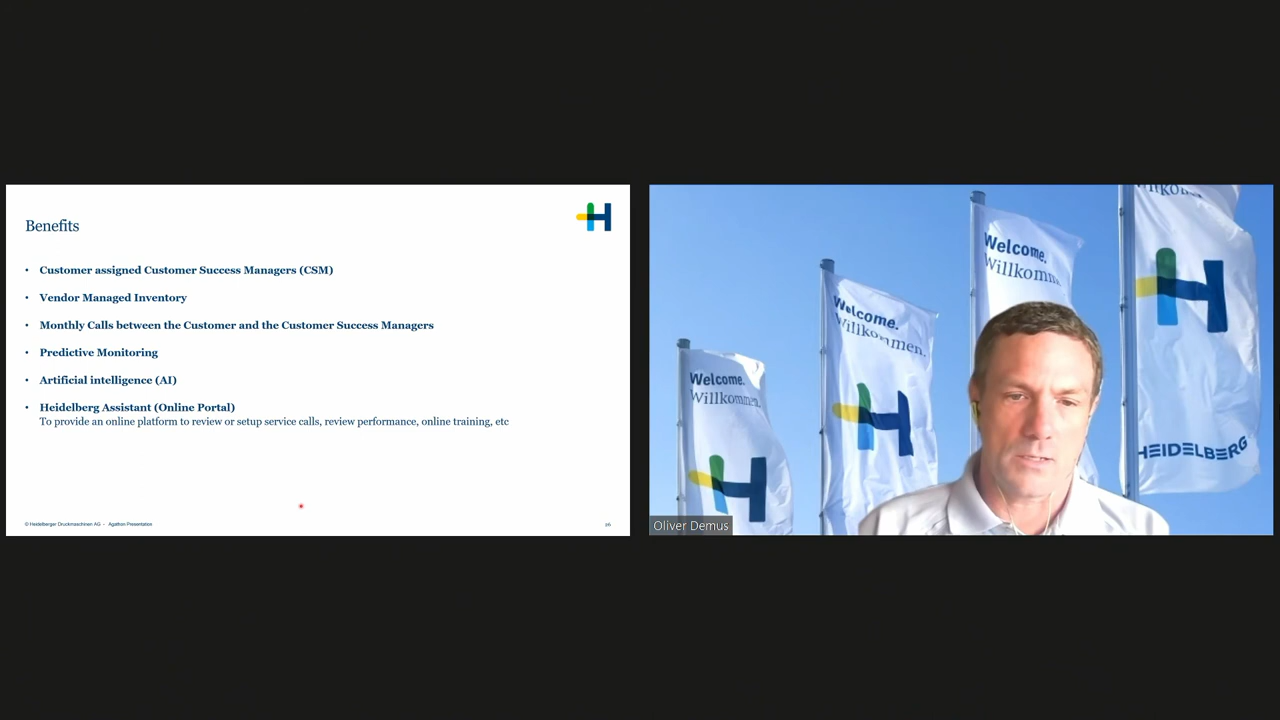 Benefits
• Customer assigned Customer Success Managers (CSM)
• Vendor Managed Inventory
• Monthly Calls between the Customer and the Customer Success Managers
• Predictive Monitoring
• Artificial intelligence (AI)
• Heidelberg Assistant (Online Portal)
To provide an online platform to review or setup service calls, review performance, online training, etc
© Heidelberger Druckmaschinen AG - Agathon Presentation
Welcome.
Willkommen.
Welcome.
Willkommen.
Welcome.
Willkomm
HEIDELBERG
Oliver Demus